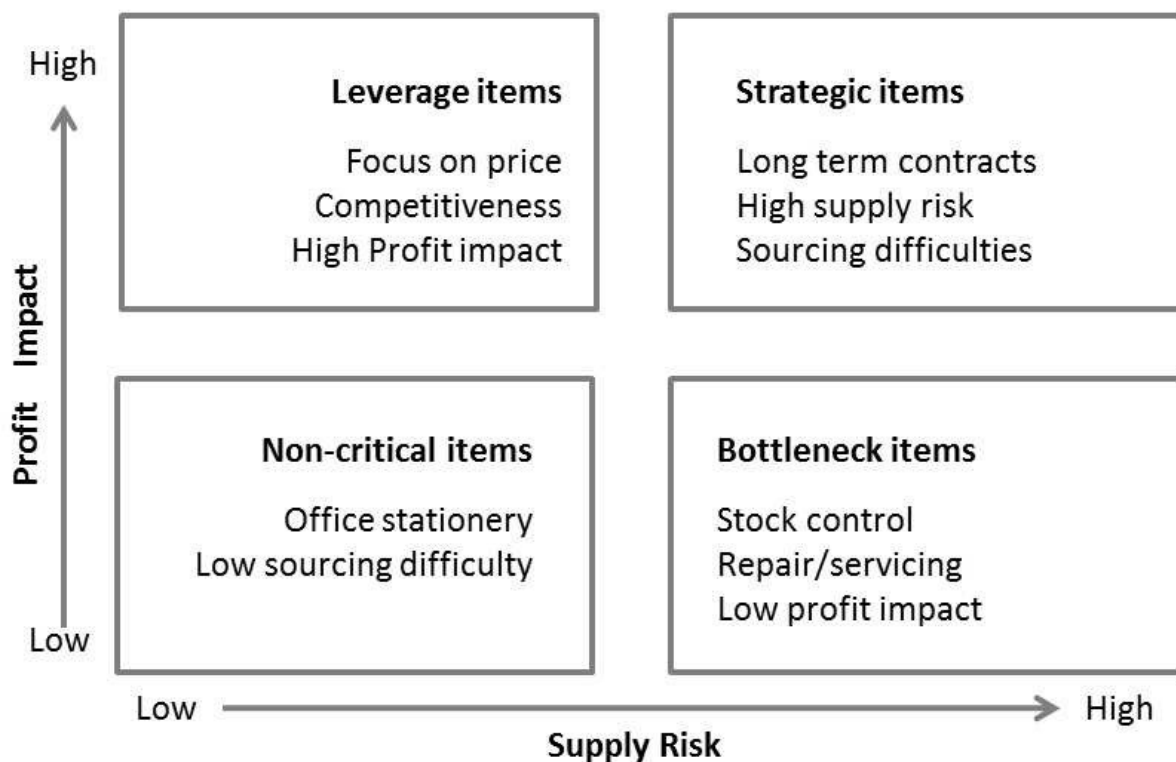 High
Leverage items
Focus on price
Competitiveness
High Profit impact
Strategic items
Long term contracts
High supply risk
Sourcing difficulties
Profit Impact
Non-critical items
Office stationery
Low sourcing difficulty
Bottleneck items
Stock control
Repair/servicing
Low profit impact
Low
Low
High
Supply Risk